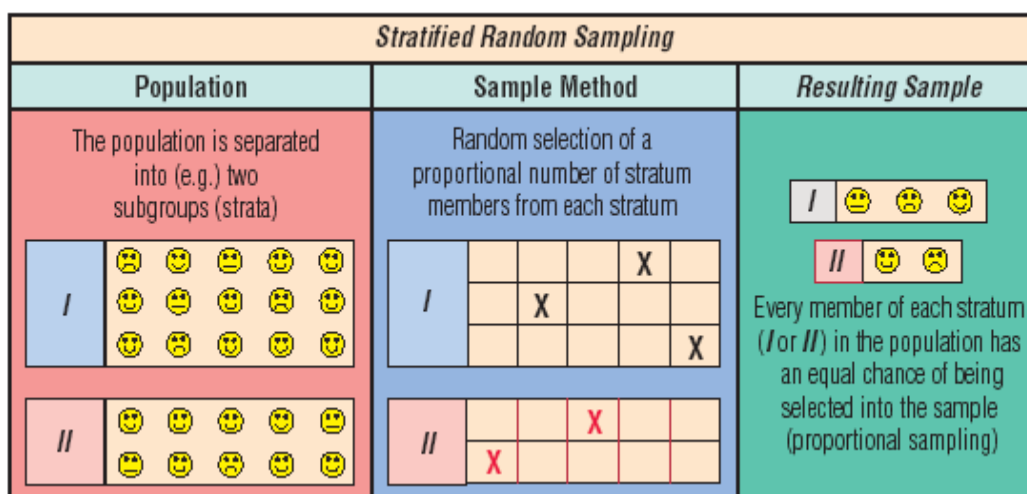 Stratified Random Sampling
Population
Sample Method
Resulting Sample
The population is separated
into (e.g.) two
subgroups (strata)
I
II
Random selection of a
proportional number of stratum
members from each stratum
I
X
X
X
II
X
X
I
II
Every member of each stratum
(I or II) in the population has
an equal chance of being
selected into the sample
(proportional sampling)